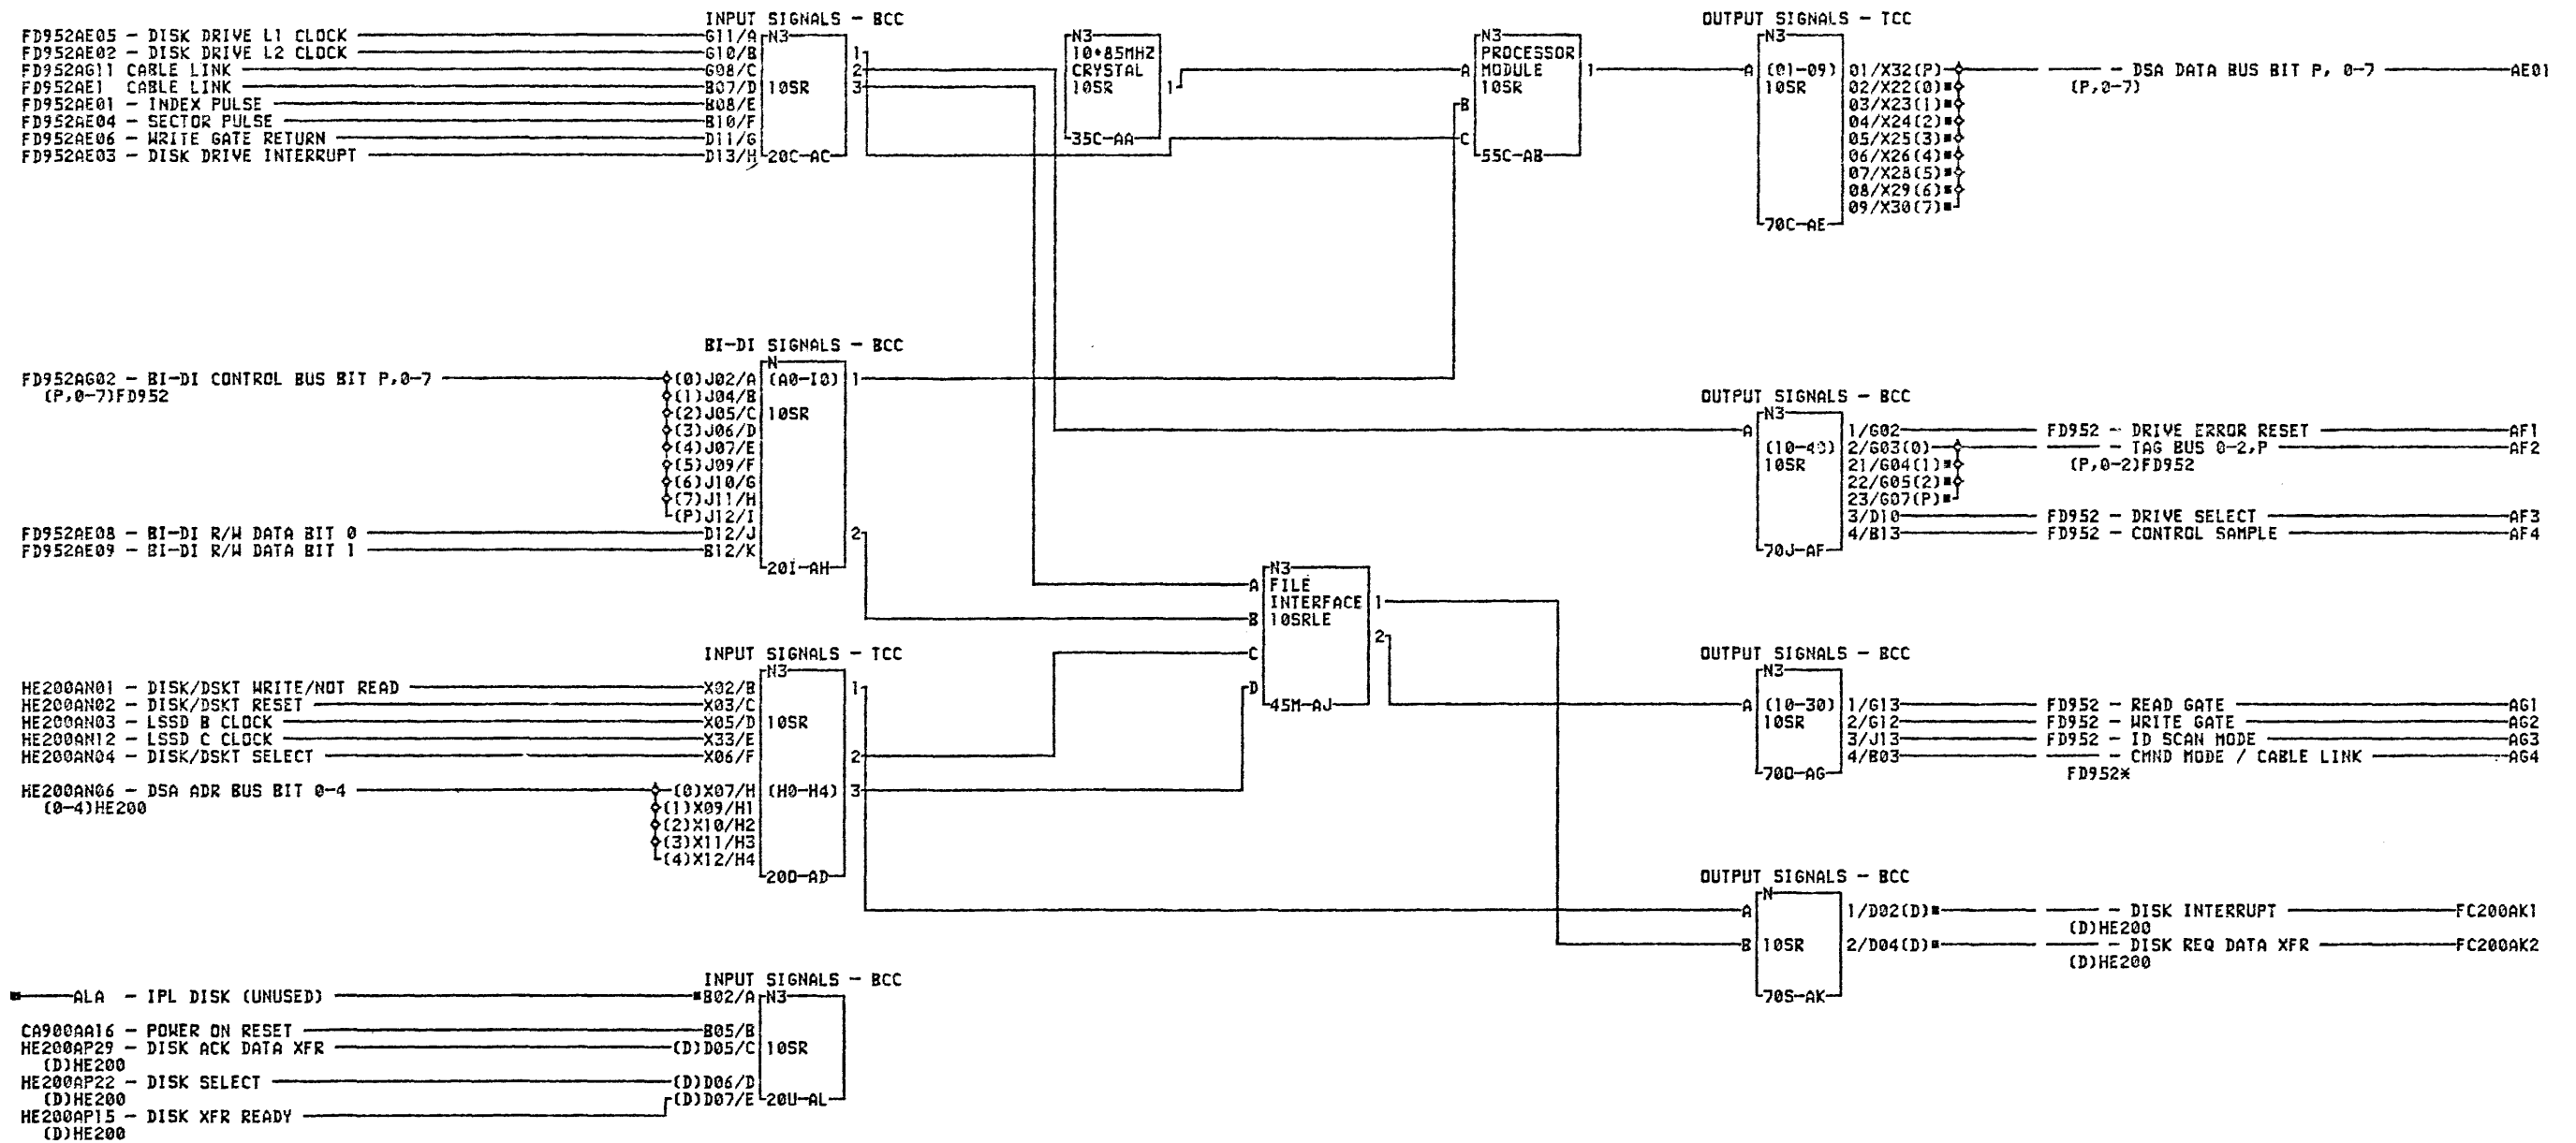 INPUT SIGNALS - BCC
FD952AE05 - DISK DRIVE L1 CLOCK G11/A
FD952AE02 - DISK DRIVE L2 CLOCK G10/B
FD952AG11 CABLE LINK G08/C
FD952AE1 CABLE LINK B07/D
FD952AE01 - INDEX PULSE B08/E
FD952AE04 - SECTOR PULSE B10/F
FD952AE06 - WRITE GATE RETURN D11/G
FD952AE03 - DISK DRIVE INTERRUPT D13/H
N3
10SR
20C-AC
1
2
3
N3
10*85MHZ
CRYSTAL
10SR
35C-AA
1
A
B
C
N3
PROCESSOR
MODULE
10SR
55C-AB
1
OUTPUT SIGNALS - TCC
A
N3
(01-09)
10SR
70C-AE
01/X32(P) - DSA DATA BUS BIT P, 0-7 AE01
02/X22(0) (P,0-7)
03/X23(1)
04/X24(2)
05/X25(3)
06/X26(4)
07/X28(5)
08/X29(6)
09/X30(7)
BI-DI SIGNALS - BCC
FD952AG02 - BI-DI CONTROL BUS BIT P,0-7 (0)J02/A
(P,0-7)FD952 (1)J04/B
(2)J05/C
(3)J06/D
(4)J07/E
(5)J09/F
(6)J10/G
(7)J11/H
(P)J12/I
FD952AE08 - BI-DI R/W DATA BIT 0 D12/J
FD952AE09 - BI-DI R/W DATA BIT 1 B12/K
N
(A0-I0)
10SR
20I-AH
1
2
OUTPUT SIGNALS - BCC
A
N3
(10-40)
10SR
70J-AF
1/G02 FD952 - DRIVE ERROR RESET AF1
2/G03(0) - TAG BUS 0-2,P AF2
21/G04(1) (P,0-2)FD952
22/G05(2)
23/G07(P)
3/D10 FD952 - DRIVE SELECT AF3
4/B13 FD952 - CONTROL SAMPLE AF4
A
B
C
D
N3
FILE
INTERFACE
10SRLE
45M-AJ
1
2
INPUT SIGNALS - TCC
HE200AN01 - DISK/DSKT WRITE/NOT READ X02/B
HE200AN02 - DISK/DSKT RESET X03/C
HE200AN03 - LSSD B CLOCK X05/D
HE200AN12 - LSSD C CLOCK X33/E
HE200AN04 - DISK/DSKT SELECT X06/F
HE200AN06 - DSA ADR BUS BIT 0-4 (0)X07/H
(0-4)HE200 (1)X09/H1
(2)X10/H2
(3)X11/H3
(4)X12/H4
N3
10SR
(H0-H4)
20O-AD
1
2
3
OUTPUT SIGNALS - BCC
A
N3
(10-30)
10SR
70O-AG
1/G13 FD952 - READ GATE AG1
2/G12 FD952 - WRITE GATE AG2
3/J13 FD952 - ID SCAN MODE AG3
4/B03 - CMND MODE / CABLE LINK AG4
FD952*
OUTPUT SIGNALS - BCC
A
B
N
10SR
70S-AK
1/D02(D) - DISK INTERRUPT FC200AK1
(D)HE200
2/D04(D) - DISK REQ DATA XFR FC200AK2
(D)HE200
INPUT SIGNALS - BCC
ALA - IPL DISK (UNUSED) B02/A
CA900AA16 - POWER ON RESET B05/B
HE200AP29 - DISK ACK DATA XFR (D)D05/C
(D)HE200
HE200AP22 - DISK SELECT (D)D06/D
(D)HE200 (D)D07/E
HE200AP15 - DISK XFR READY
(D)HE200
N3
10SR
20U-AL